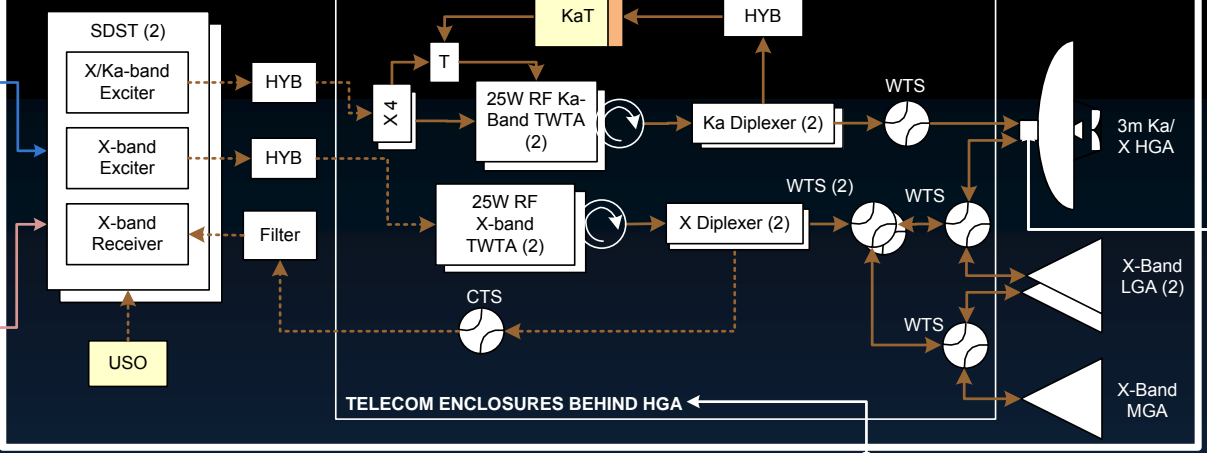 SDST (2)
X/Ka-band
Exciter
X-band
Exciter
X-band
Receiver
USO
HYB
HYB
Filter
KaT
HYB
T
X 4
25W RF Ka-
Band TWTA
(2)
Ka Diplexer (2)
WTS
25W RF
X-band
TWTA (2)
X Diplexer (2)
WTS (2)
WTS
CTS
WTS
3m Ka/
X HGA
X-Band
LGA (2)
X-Band
MGA
TELECOM ENCLOSURES BEHIND HGA